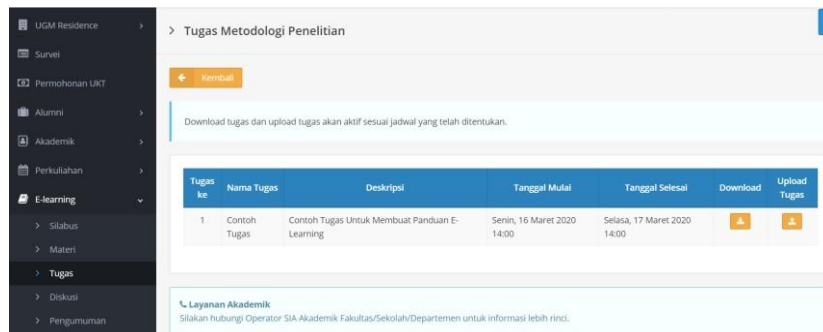 UGM Residence
Survei
Permohonan UKT
Alumni
Akademik
Perkuliahan
E-learning
Silabus
Materi
Tugas
Diskusi
Pengumuman
> Tugas Metodologi Penelitian
Kembali
Download tugas dan upload tugas akan aktif sesuai jadwal yang telah ditentukan.
Tugas ke Nama Tugas Deskripsi Tanggal Mulai Tanggal Selesai Download Upload Tugas
1 Contoh Tugas Contoh Tugas Untuk Membuat Panduan E-Learning Senin, 16 Maret 2020 14:00 Selasa, 17 Maret 2020 14:00
Layanan Akademik
Silakan hubungi Operator SIA Akademik Fakultas/Sekolah/Departemen untuk informasi lebih rinci.